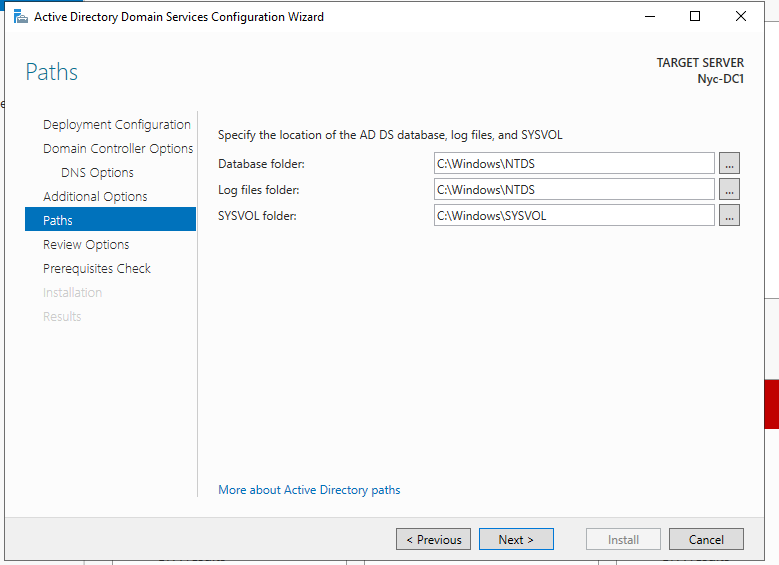 Active Directory Domain Services Configuration Wizard
Paths
TARGET SERVER
Nyc-DC1
Deployment Configuration
Domain Controller Options
DNS Options
Additional Options
Paths
Review Options
Prerequisites Check
Installation
Results
Specify the location of the AD DS database, log files, and SYSVOL
Database folder: C:\Windows\NTDS ...
Log files folder: C:\Windows\NTDS ...
SYSVOL folder: C:\Windows\SYSVOL ...
More about Active Directory paths
< Previous Next > Install Cancel